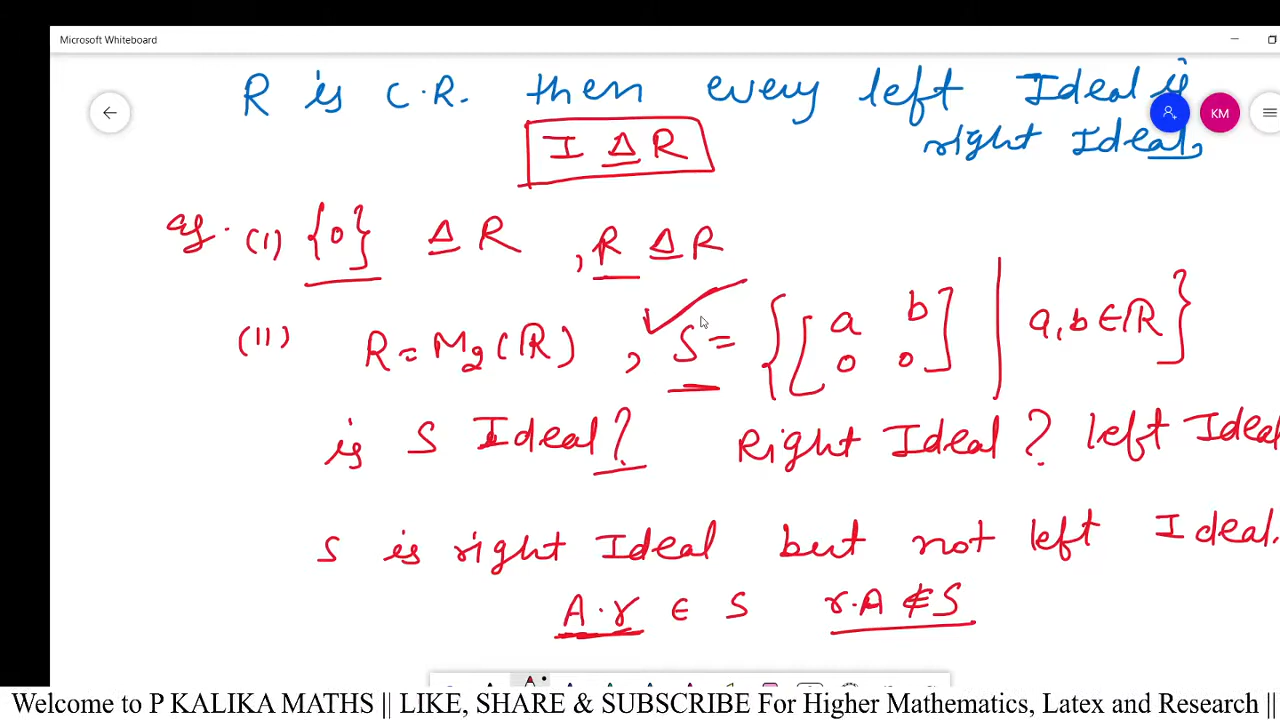 Microsoft Whiteboard
R is C.R. then every left Ideal is
right Ideal,
KM
I Δ R
eg. (I) {0} Δ R , R Δ R
(II) R = M2(ℝ) , S = { [ a b 0 0 ] | a, b ∈ ℝ }
is S Ideal? Right Ideal? left Ideal
S is right Ideal but not left Ideal.
A·r ∈ S r·A ∉ S
Welcome to P KALIKA MATHS || LIKE, SHARE & SUBSCRIBE For Higher Mathematics, Latex and Research ||